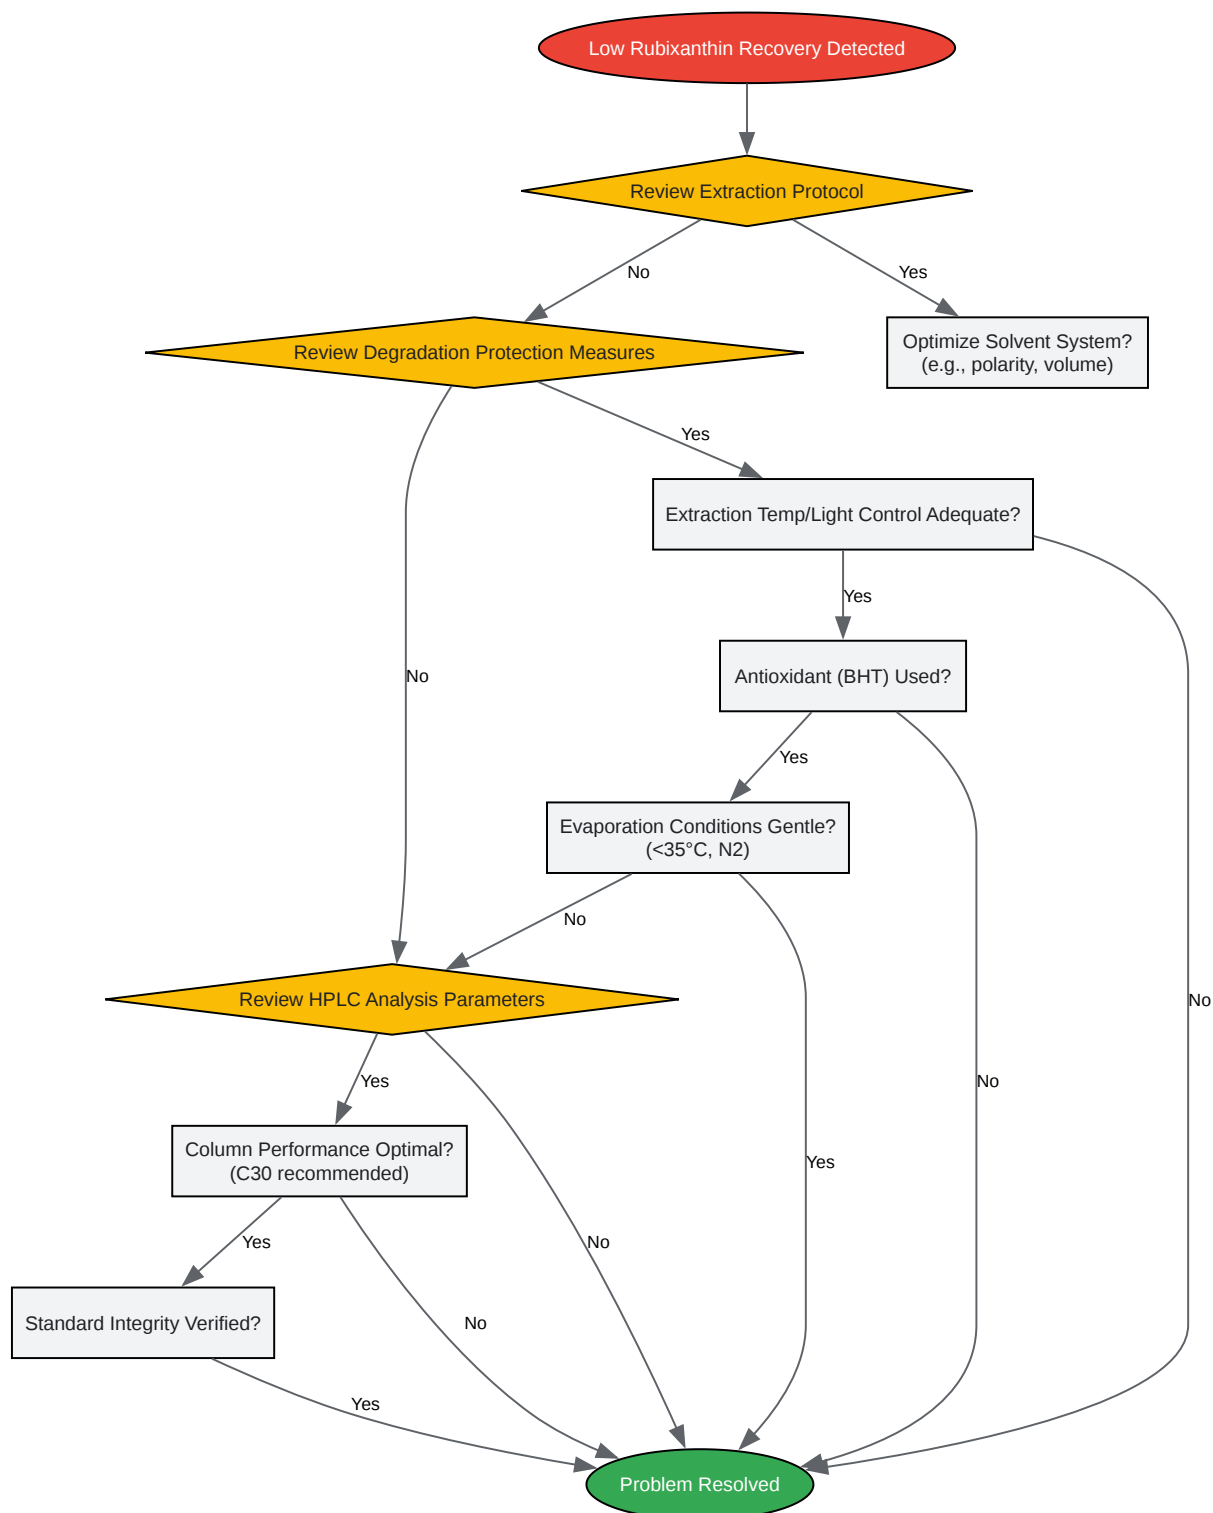 Low Rubixanthin Recovery Detected
Review Extraction Protocol
No
Yes
Review Degradation Protection Measures
Optimize Solvent System?
(e.g., polarity, volume)
Yes
Extraction Temp/Light Control Adequate?
Yes
No
Antioxidant (BHT) Used?
Yes
Evaporation Conditions Gentle?
(<35°C, N2)
No
Review HPLC Analysis Parameters
No
Yes
No
Column Performance Optimal?
(C30 recommended)
Yes
Yes
No
Standard Integrity Verified?
No
Yes
Problem Resolved